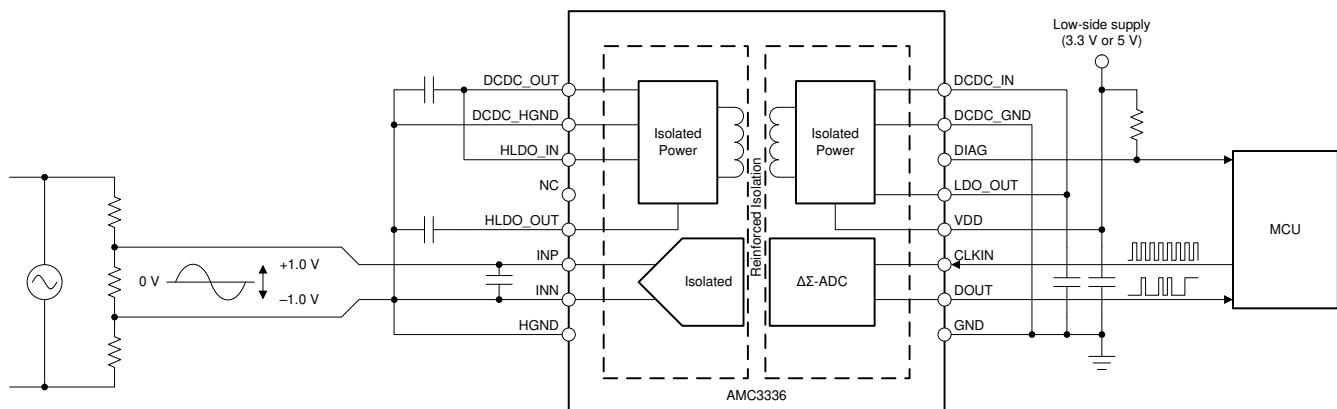 Low-side supply
(3.3 V or 5 V)
DCDC_OUT
DCDC_HGND
HLDO_IN
NC
HLDO_OUT
INP
INN
HGND
Isolated
Power
Reinforced Isolation
Isolated
Power
Isolated
ΔΣ-ADC
DCDC_IN
DCDC_GND
DIAG
LDO_OUT
VDD
CLKIN
DOUT
GND
MCU
0 V
+1.0 V
–1.0 V
AMC3336